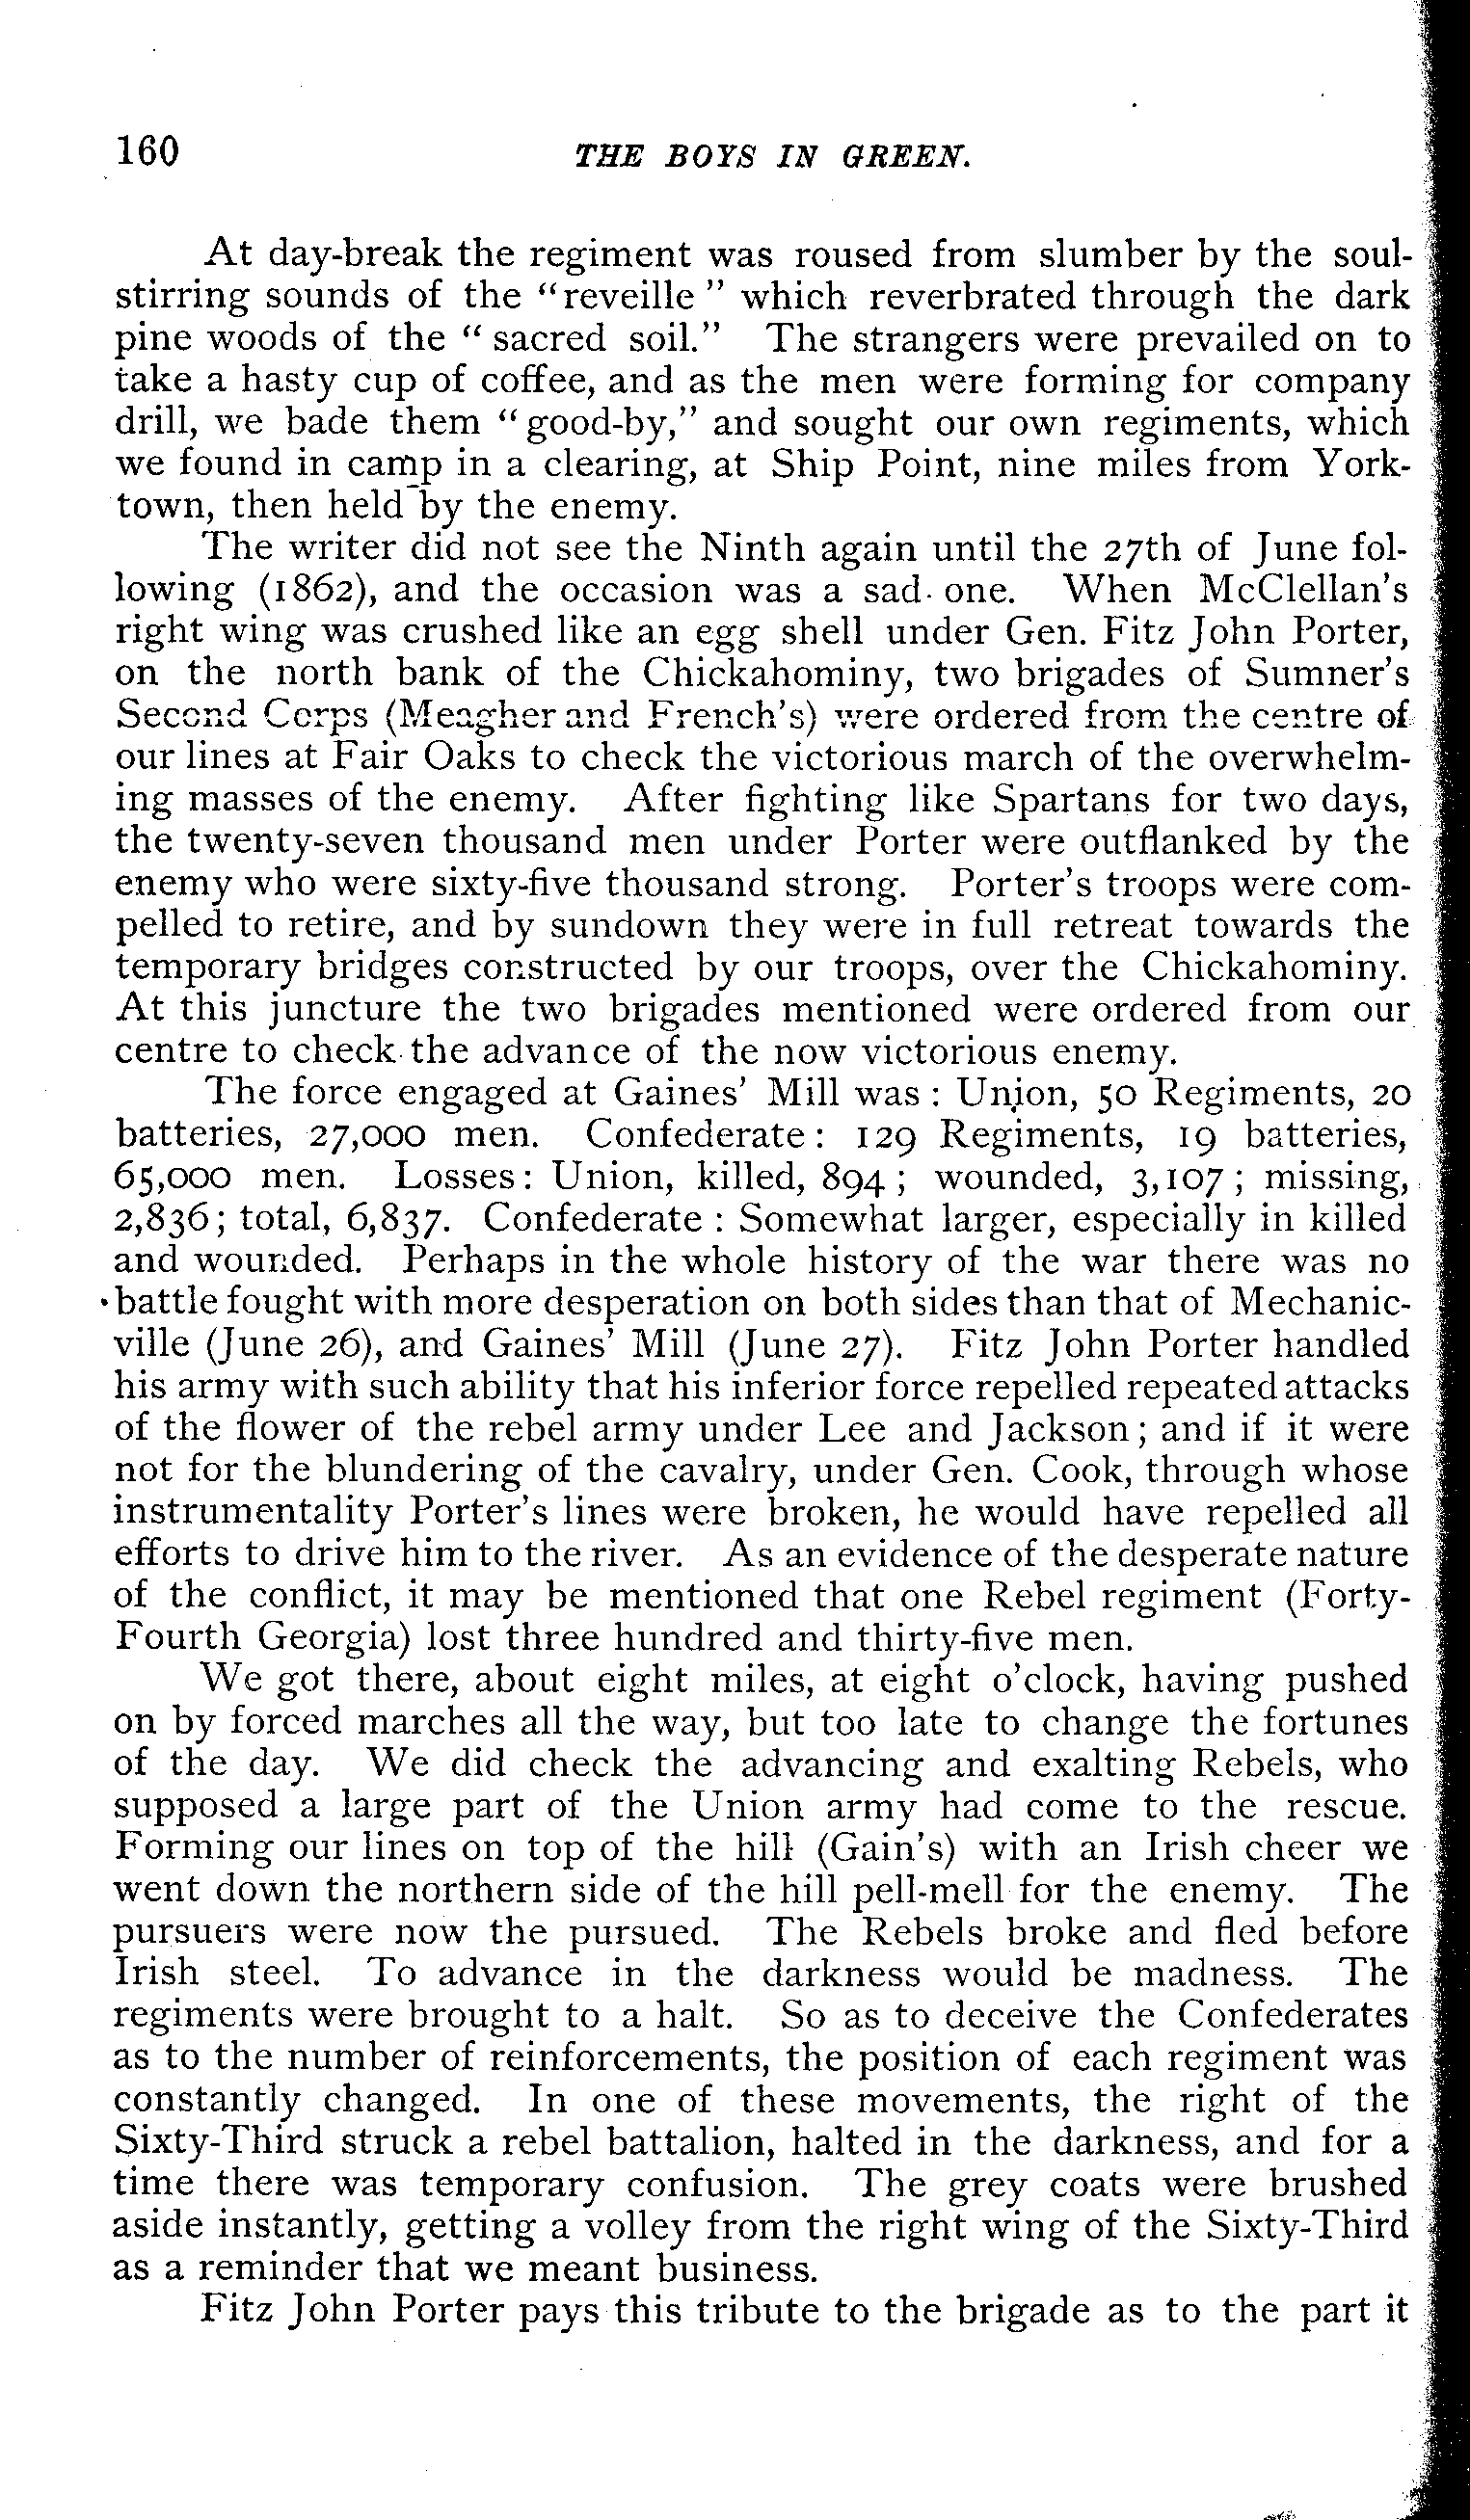 160 THE BOYS IN GREEN.
At day-break the regiment was roused from slumber by the soul-
stirring sounds of the “reveille” which reverbrated through the dark
pine woods of the “sacred soil.” The strangers were prevailed on to
take a hasty cup of coffee, and as the men were forming for company
drill, we bade them “good-by,” and sought our own regiments, which
we found in camp in a clearing, at Ship Point, nine miles from York-
town, then held by the enemy.
The writer did not see the Ninth again until the 27th of June fol-
lowing (1862), and the occasion was a sad one. When McClellan's
right wing was crushed like an egg shell under Gen. Fitz John Porter,
on the north bank of the Chickahominy, two brigades of Sumner's
Second Corps (Meagher and French's) were ordered from the centre of
our lines at Fair Oaks to check the victorious march of the overwhelm-
ing masses of the enemy. After fighting like Spartans for two days,
the twenty-seven thousand men under Porter were outflanked by the
enemy who were sixty-five thousand strong. Porter's troops were com-
pelled to retire, and by sundown they were in full retreat towards the
temporary bridges constructed by our troops, over the Chickahominy.
At this juncture the two brigades mentioned were ordered from our
centre to check the advance of the now victorious enemy.
The force engaged at Gaines' Mill was : Union, 50 Regiments, 20
batteries, 27,000 men. Confederate : 129 Regiments, 19 batteries,
65,000 men. Losses : Union, killed, 894 ; wounded, 3,107 ; missing,
2,836 ; total, 6,837. Confederate : Somewhat larger, especially in killed
and wounded. Perhaps in the whole history of the war there was no
battle fought with more desperation on both sides than that of Mechanic-
ville (June 26), and Gaines' Mill (June 27). Fitz John Porter handled
his army with such ability that his inferior force repelled repeated attacks
of the flower of the rebel army under Lee and Jackson ; and if it were
not for the blundering of the cavalry, under Gen. Cook, through whose
instrumentality Porter's lines were broken, he would have repelled all
efforts to drive him to the river. As an evidence of the desperate nature
of the conflict, it may be mentioned that one Rebel regiment (Forty-
Fourth Georgia) lost three hundred and thirty-five men.
We got there, about eight miles, at eight o'clock, having pushed
on by forced marches all the way, but too late to change the fortunes
of the day. We did check the advancing and exalting Rebels, who
supposed a large part of the Union army had come to the rescue.
Forming our lines on top of the hill (Gain's) with an Irish cheer we
went down the northern side of the hill pell-mell for the enemy. The
pursuers were now the pursued. The Rebels broke and fled before
Irish steel. To advance in the darkness would be madness. The
regiments were brought to a halt. So as to deceive the Confederates
as to the number of reinforcements, the position of each regiment was
constantly changed. In one of these movements, the right of the
Sixty-Third struck a rebel battalion, halted in the darkness, and for a
time there was temporary confusion. The grey coats were brushed
aside instantly, getting a volley from the right wing of the Sixty-Third
as a reminder that we meant business.
Fitz John Porter pays this tribute to the brigade as to the part it